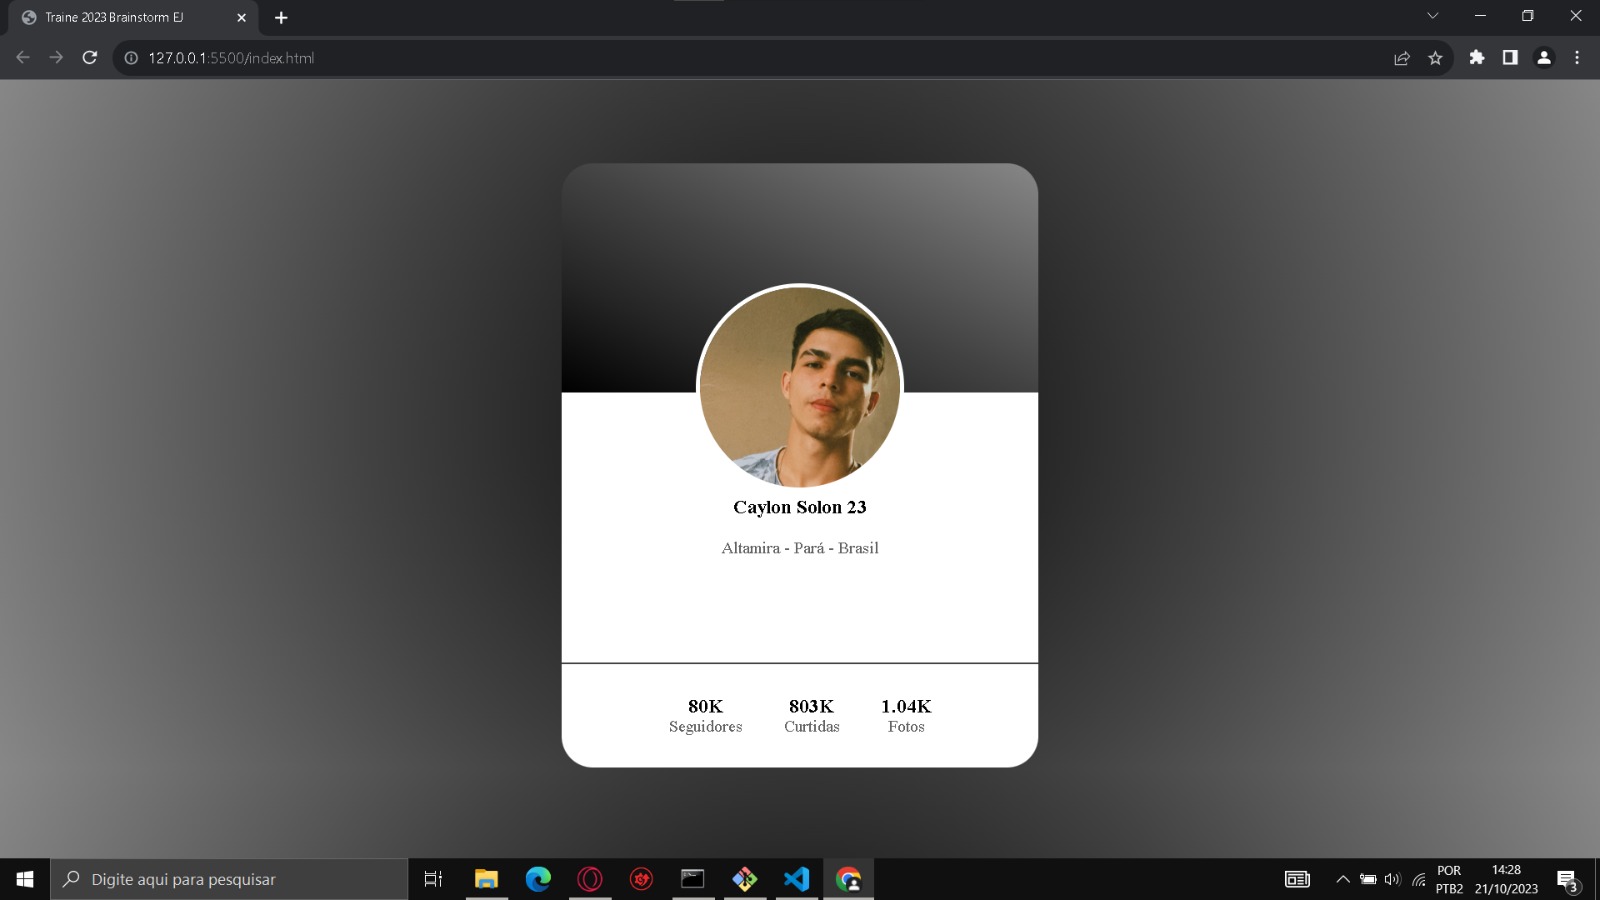 Traine 2023 Brainstorm EJ
127.0.0.1:5500/index.html
Caylon Solon 23
Altamira - Pará - Brasil
80K 803K 1.04K
Seguidores Curtidas Fotos
Digite aqui para pesquisar
POR 14:28
PTB2 21/10/2023
3